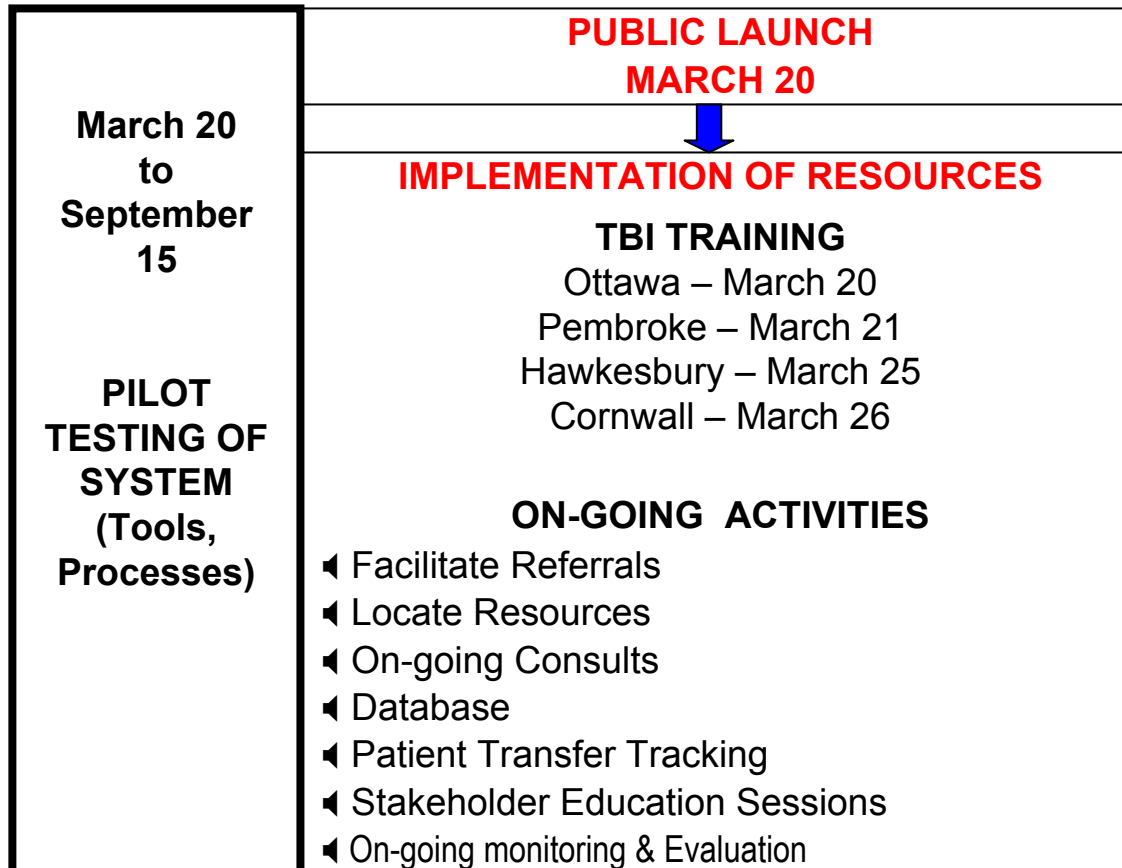 March 20
to
September
15
PILOT
TESTING OF
SYSTEM
(Tools,
Processes)
PUBLIC LAUNCH
MARCH 20
IMPLEMENTATION OF RESOURCES
TBI TRAINING
Ottawa – March 20
Pembroke – March 21
Hawkesbury – March 25
Cornwall – March 26
ON-GOING ACTIVITIES
Facilitate Referrals
Locate Resources
On-going Consults
Database
Patient Transfer Tracking
Stakeholder Education Sessions
On-going monitoring & Evaluation